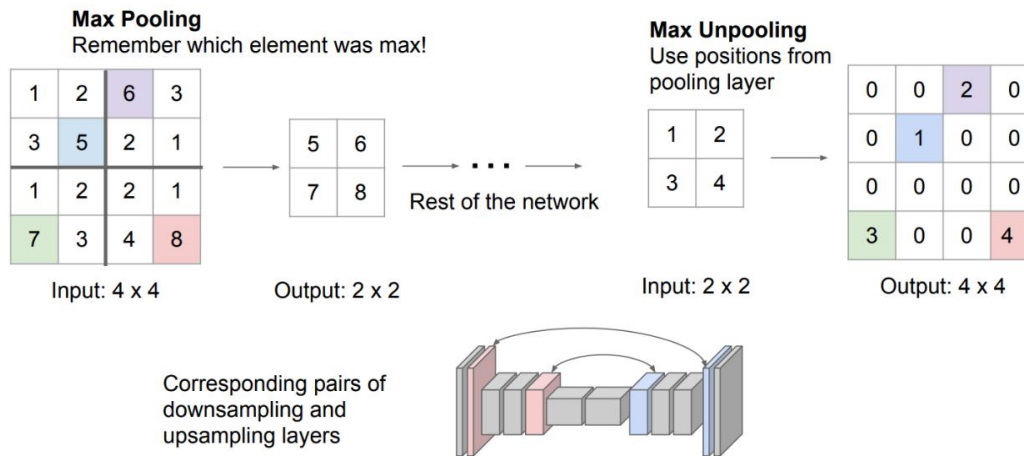 Max Pooling
Remember which element was max!
1 2 6 3
3 5 2 1
1 2 2 1
7 3 4 8
Input: 4 x 4
5 6
7 8
Output: 2 x 2
...
Rest of the network
Max Unpooling
Use positions from
pooling layer
1 2
3 4
Input: 2 x 2
0 0 2 0
0 1 0 0
0 0 0 0
3 0 0 4
Output: 4 x 4
Corresponding pairs of
downsampling and
upsampling layers